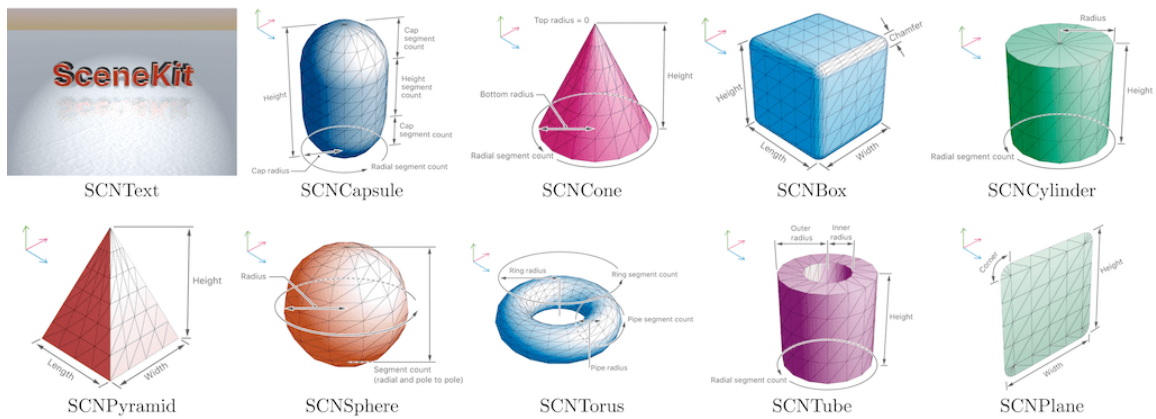 SceneKit
SCNText
Cap
segment
count
Height
segment
count
Cap
segment count
Height
Cap radius
Radial segment count
SCNCapsule
Top radius = 0
Height
Bottom radius
Radial segment count
SCNCone
Chamfer
Height
Length
Width
SCNBox
Radius
Height
Radial segment count
SCNCylinder
Height
Length
Width
SCNPyramid
Radius
Segment count
(radial and pole to pole)
SCNSphere
Ring radius
Ring segment count
Pipe segment count
Pipe radius
SCNTorus
Outer
radius
Inner
radius
Height
Radial segment count
SCNTube
Corner
Height
Width
SCNPlane